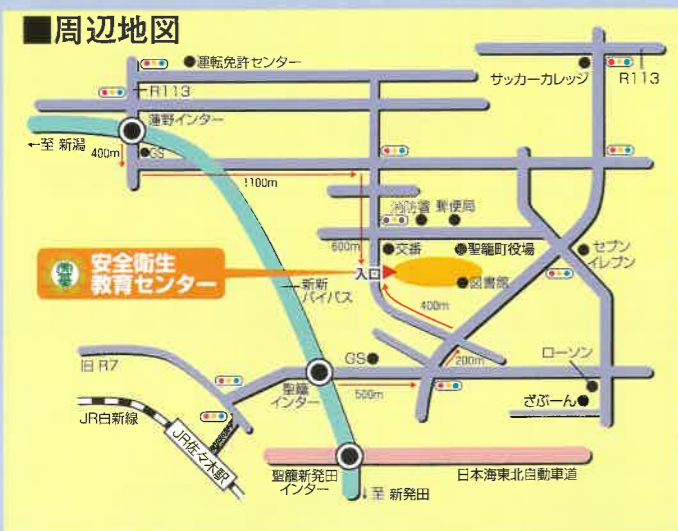 ■周辺地図
運転免許センター
R113
サッカーカレッジ
R113
蓮野インター
←至 新潟
400m
GS
1100m
消防署 郵便局
600m
交番
聖籠町役場
セブン
イレブン
安全衛生
教育センター
入口
図書館
新新
バイパス
400m
旧 R7
GS
200m
ローソン
聖籠
インター
500m
ざぶーん
JR白新線
JR佐々木駅
聖籠新発田
インター
日本海東北自動車道
↓至 新発田